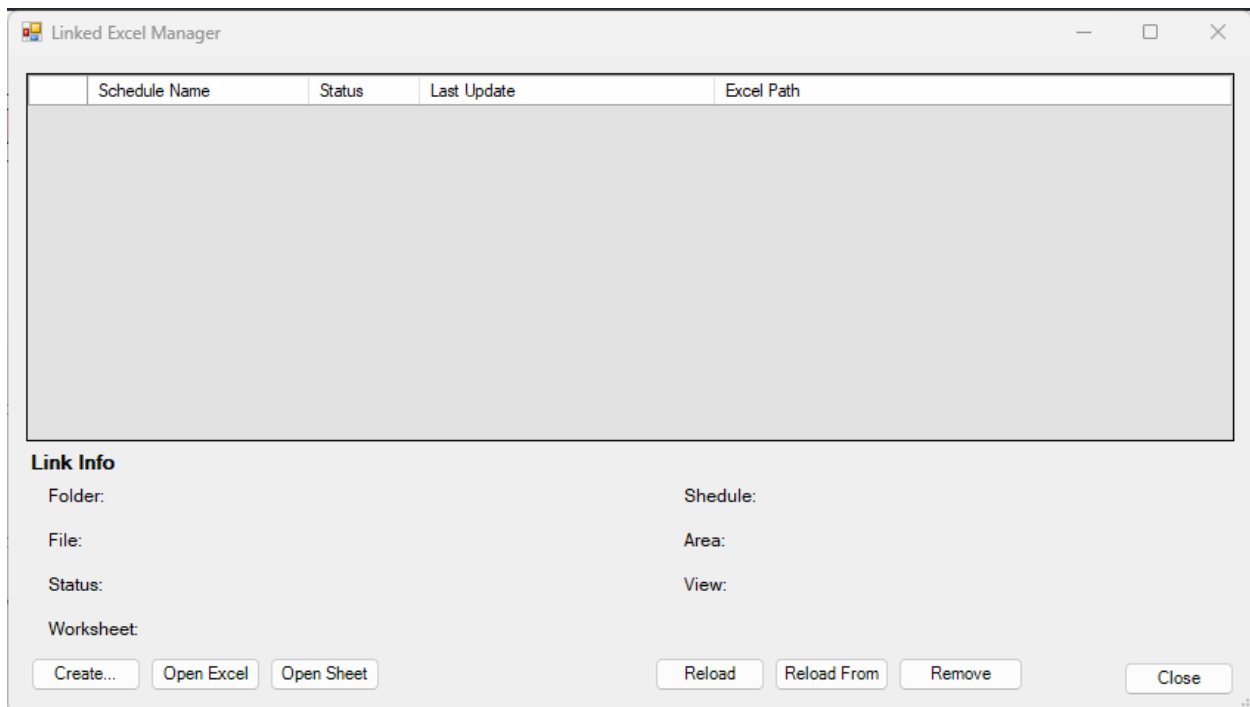 Linked Excel Manager
Schedule Name Status Last Update Excel Path
Link Info
Folder: Shedule:
File: Area:
Status: View:
Worksheet:
Create... Open Excel Open Sheet Reload Reload From Remove Close